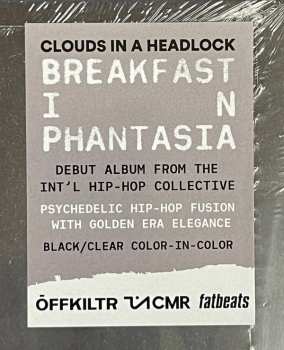 CLOUDS IN A HEADLOCK
BREAKFAST
I N
PHANTASIA
DEBUT ALBUM FROM THE
INT'L HIP-HOP COLLECTIVE
PSYCHEDELIC HIP-HOP FUSION
WITH GOLDEN ERA ELEGANCE
BLACK/CLEAR COLOR-IN-COLOR
ŌFFKILTR CMR fatbeats